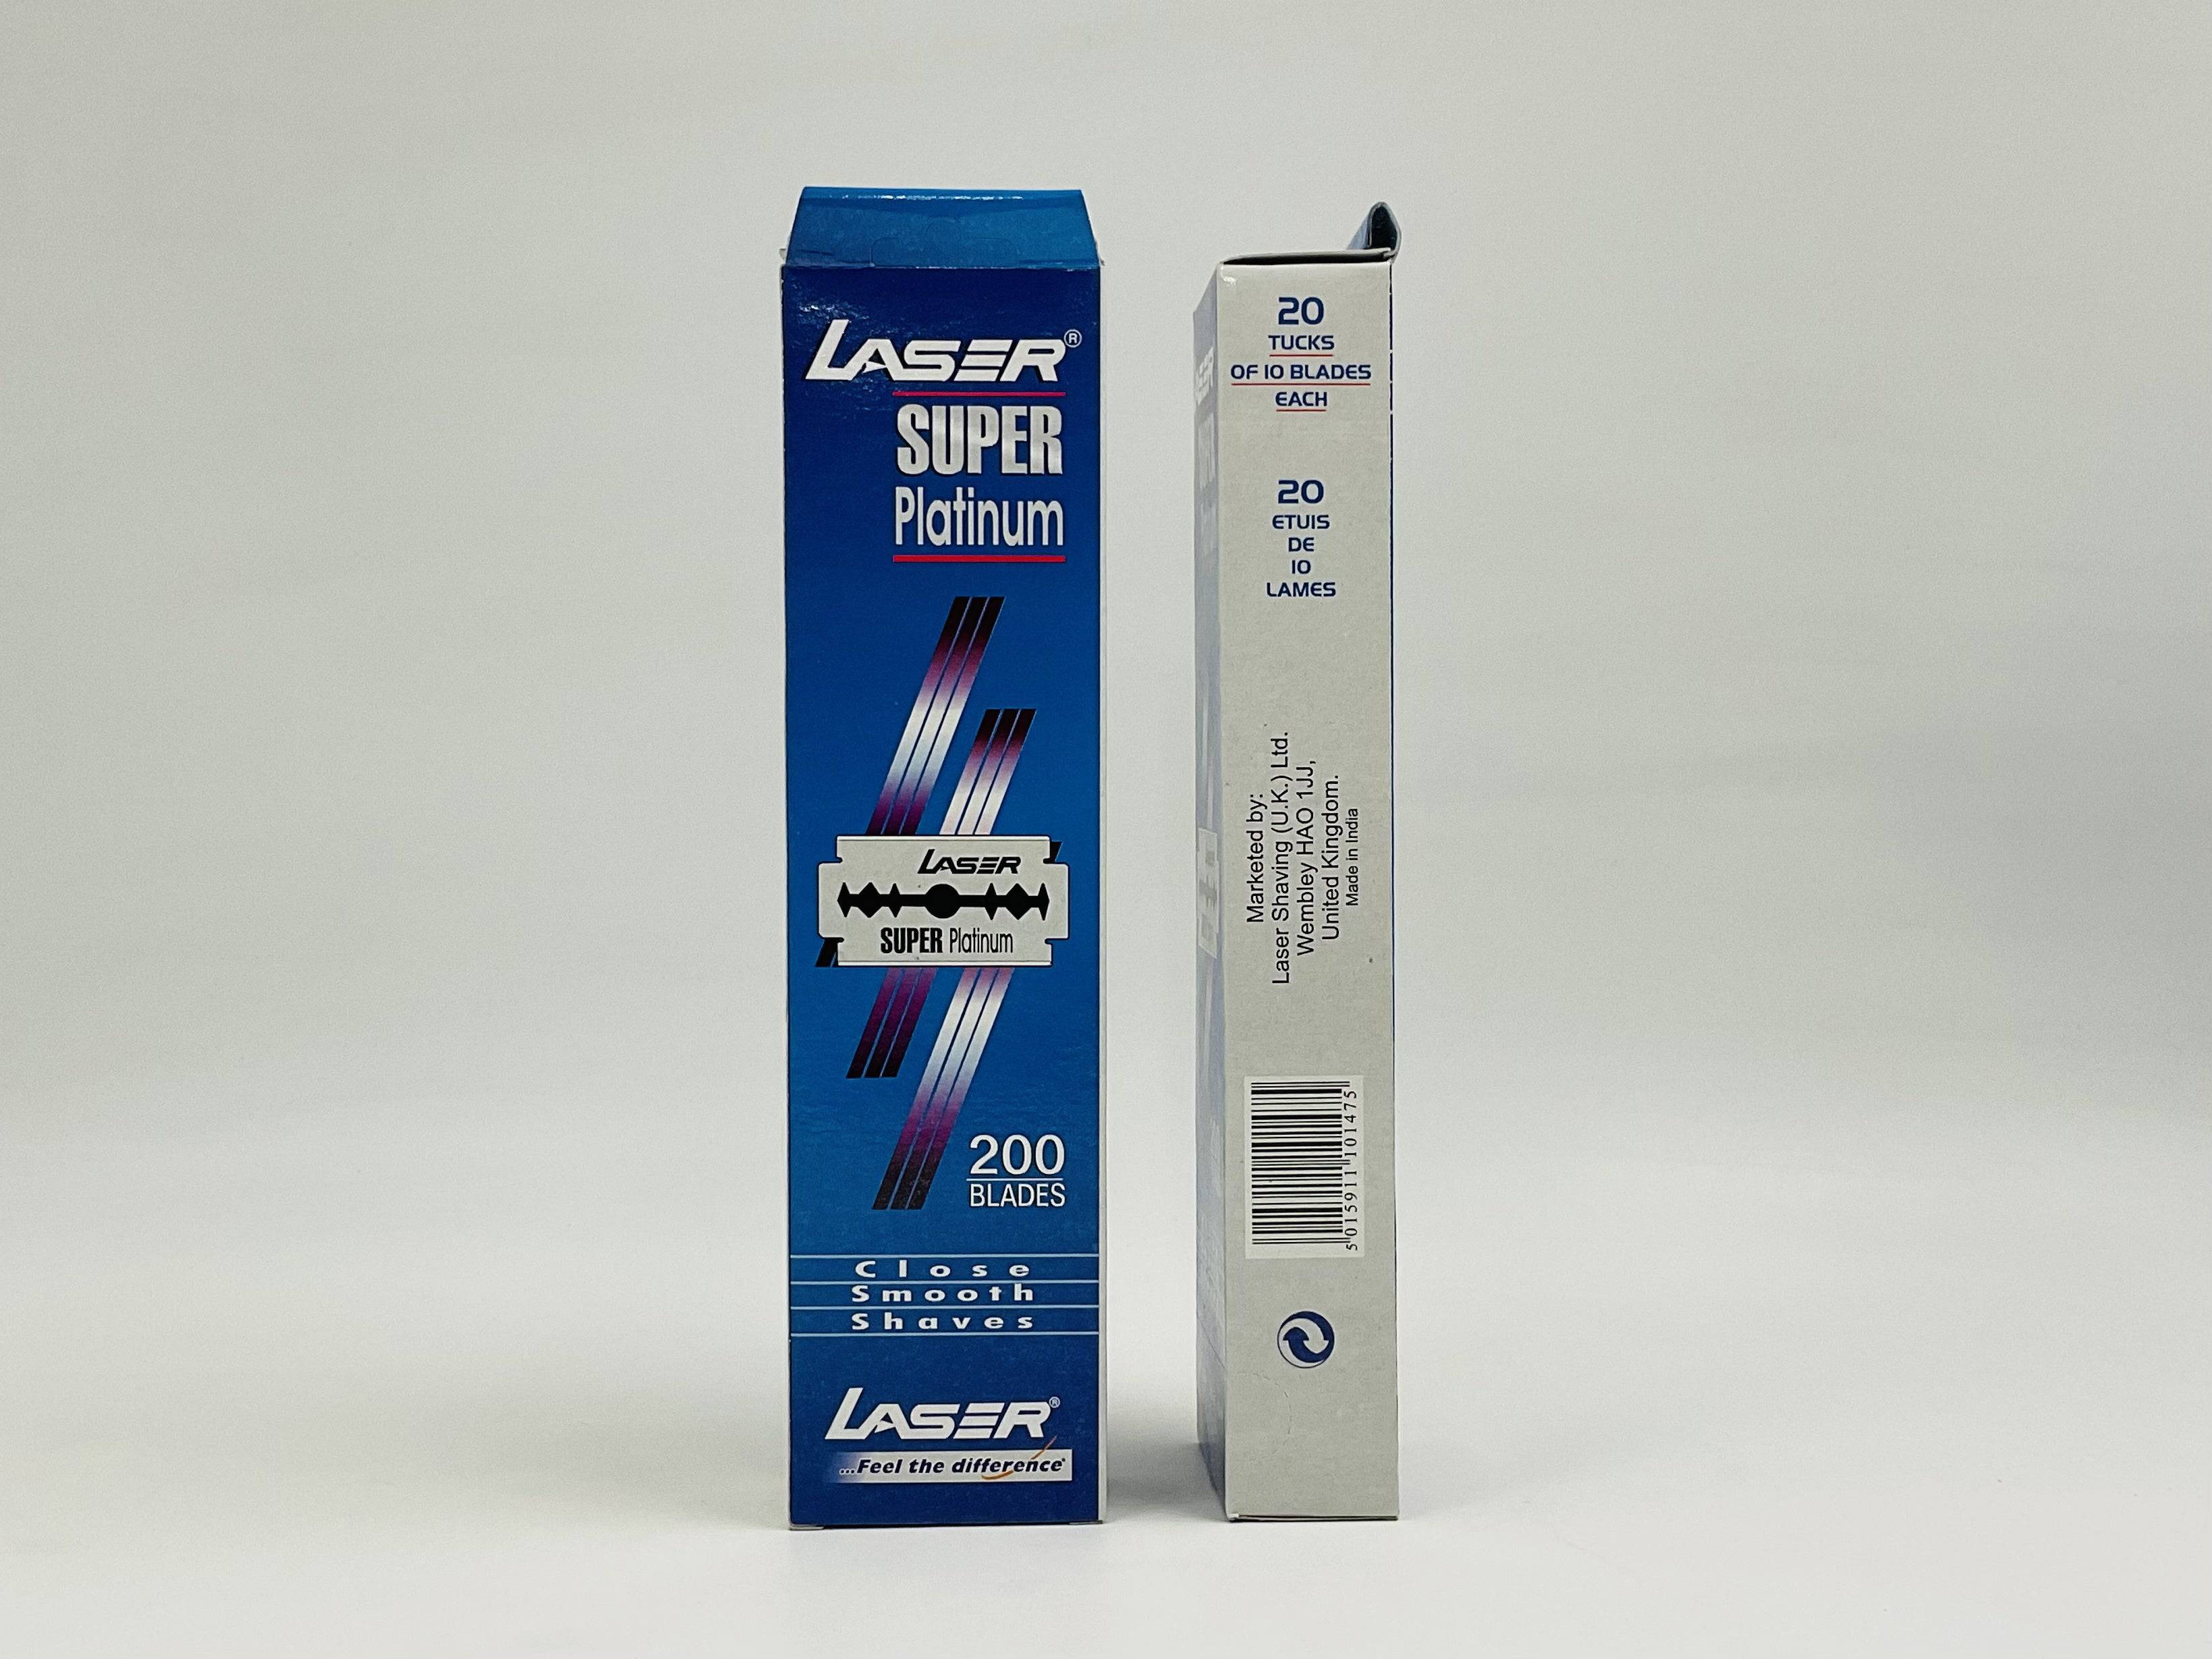 LASER®
SUPER
Platinum
LASER
SUPER Platinum
200
BLADES
Close
Smooth
Shaves
LASER®
...Feel the difference
20
TUCKS
OF 10 BLADES
EACH
20
ETUIS
DE
10
LAMES
Marketed by:
Laser Shaving (U.K.) Ltd.
Wembley HAO 1JJ,
United Kingdom.
Made in India
5 015911 101475